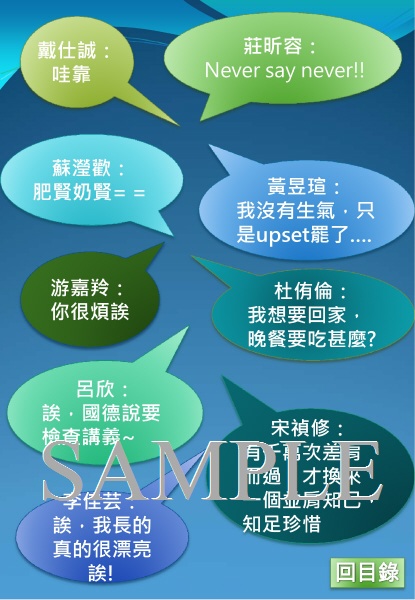 戴仕誠：
哇靠
莊昕容：
Never say never!!
蘇瀅歡：
肥賢奶賢= =
黃昱瑄：
我沒有生氣，只
是upset罷了....
游嘉羚：
你很煩誒
杜侑倫：
我想要回家，
晚餐要吃甚麼?
呂欣：
誒，國德說要
檢查講義~
宋禎修：
萬次差肩
而過，才換來
一個並肩知己，
知足珍惜
SAMPLE
李佳芸：
誒，我長的
真的很漂亮
誒!
回目錄